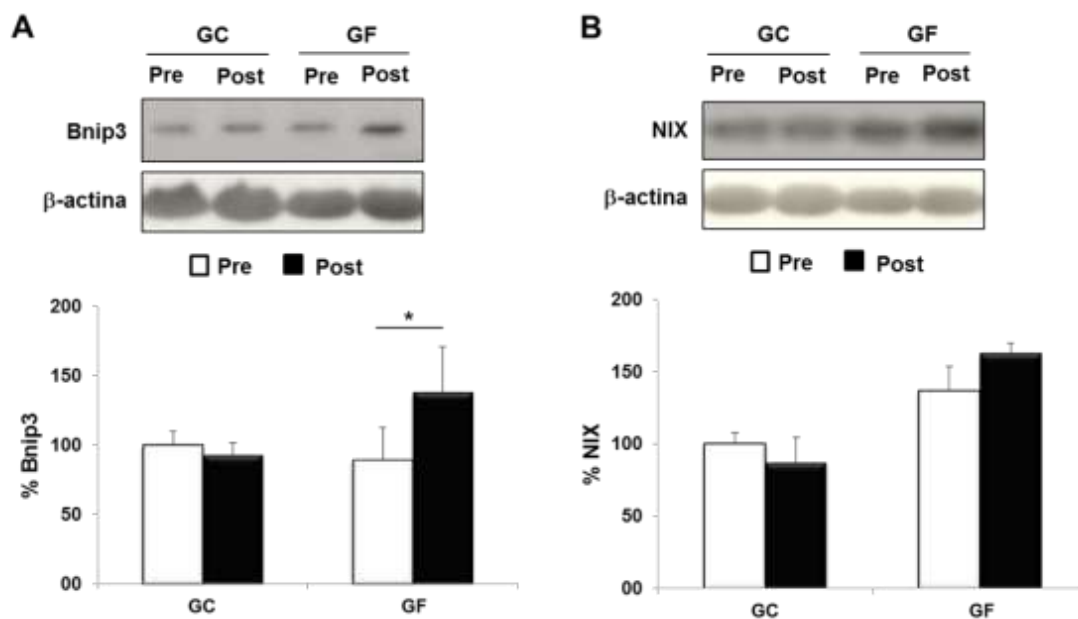 A
GC GF
Pre Post Pre Post
Bnip3
β-actina
Pre Post
200
150
100
50
00
% Bnip3
*
GC GF
B
GC GF
Pre Post Pre Post
NIX
β-actina
Pre Post
200
150
100
50
00
% NIX
GC GF